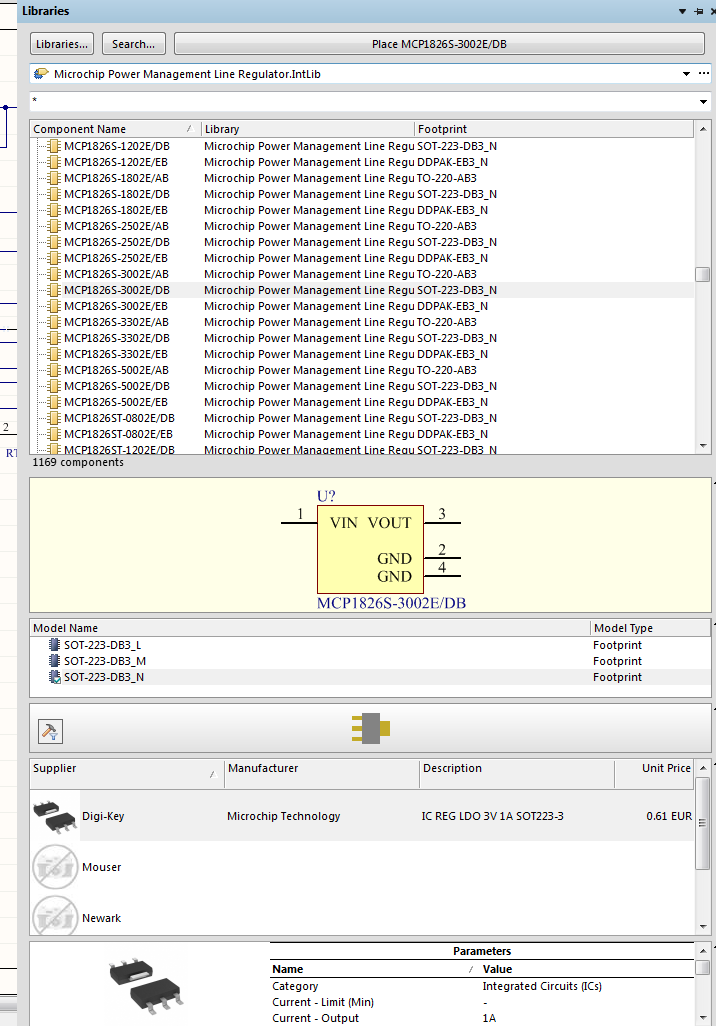 Libraries
Libraries... Search... Place MCP1826S-3002E/DB
Microchip Power Management Line Regulator.IntLib ...
*
Component Name / Library Footprint
MCP1826S-1202E/DB Microchip Power Management Line Regu SOT-223-DB3_N
MCP1826S-1202E/EB Microchip Power Management Line Regu DDPAK-EB3_N
MCP1826S-1802E/AB Microchip Power Management Line Regu TO-220-AB3
MCP1826S-1802E/DB Microchip Power Management Line Regu SOT-223-DB3_N
MCP1826S-1802E/EB Microchip Power Management Line Regu DDPAK-EB3_N
MCP1826S-2502E/AB Microchip Power Management Line Regu TO-220-AB3
MCP1826S-2502E/DB Microchip Power Management Line Regu SOT-223-DB3_N
MCP1826S-2502E/EB Microchip Power Management Line Regu DDPAK-EB3_N
MCP1826S-3002E/AB Microchip Power Management Line Regu TO-220-AB3
MCP1826S-3002E/DB Microchip Power Management Line Regu SOT-223-DB3_N
MCP1826S-3002E/EB Microchip Power Management Line Regu DDPAK-EB3_N
MCP1826S-3302E/AB Microchip Power Management Line Regu TO-220-AB3
MCP1826S-3302E/DB Microchip Power Management Line Regu SOT-223-DB3_N
MCP1826S-3302E/EB Microchip Power Management Line Regu DDPAK-EB3_N
MCP1826S-5002E/AB Microchip Power Management Line Regu TO-220-AB3
MCP1826S-5002E/DB Microchip Power Management Line Regu SOT-223-DB3_N
MCP1826S-5002E/EB Microchip Power Management Line Regu DDPAK-EB3_N
MCP1826ST-0802E/DB Microchip Power Management Line Regu SOT-223-DB3_N
MCP1826ST-0802E/EB Microchip Power Management Line Regu DDPAK-EB3_N
MCP1826ST-1202E/DB Microchip Power Management Line Regu SOT-223-DB3_N
2
RT
1169 components
U?
1 VIN VOUT 3
GND 2
GND 4
MCP1826S-3002E/DB
Model Name Model Type
SOT-223-DB3_L Footprint
SOT-223-DB3_M Footprint
SOT-223-DB3_N Footprint
Supplier / Manufacturer Description Unit Price
Digi-Key Microchip Technology IC REG LDO 3V 1A SOT223-3 0.61 EUR
Mouser
Newark
Parameters
Name / Value
Category Integrated Circuits (ICs)
Current - Limit (Min) -
Current - Output 1A